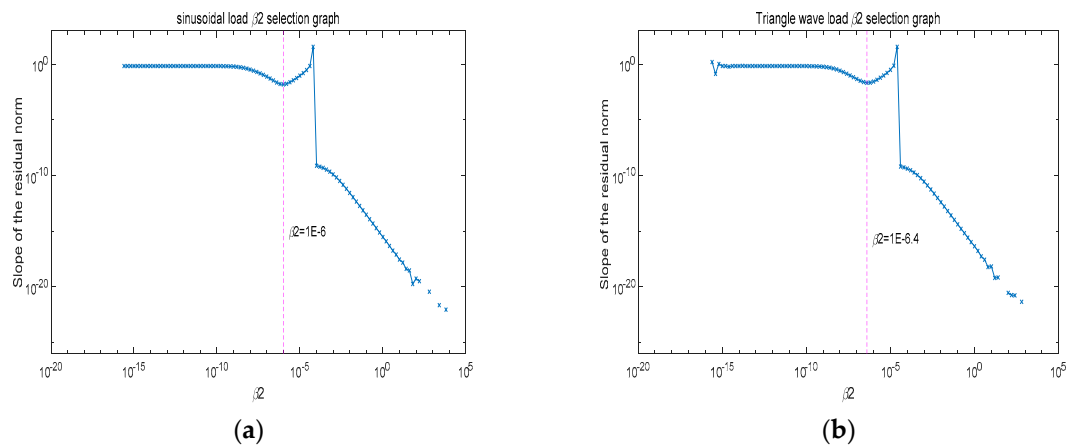 sinusoidal load β2 selection graph
Slope of the residual norm
10^0
10^-10
10^-20
β2=1E-6
10^-20 10^-15 10^-10 10^-5 10^0 10^5
β2
(a)
Triangle wave load β2 selection graph
Slope of the residual norm
10^0
10^-10
10^-20
β2=1E-6.4
10^-20 10^-15 10^-10 10^-5 10^0 10^5
β2
(b)